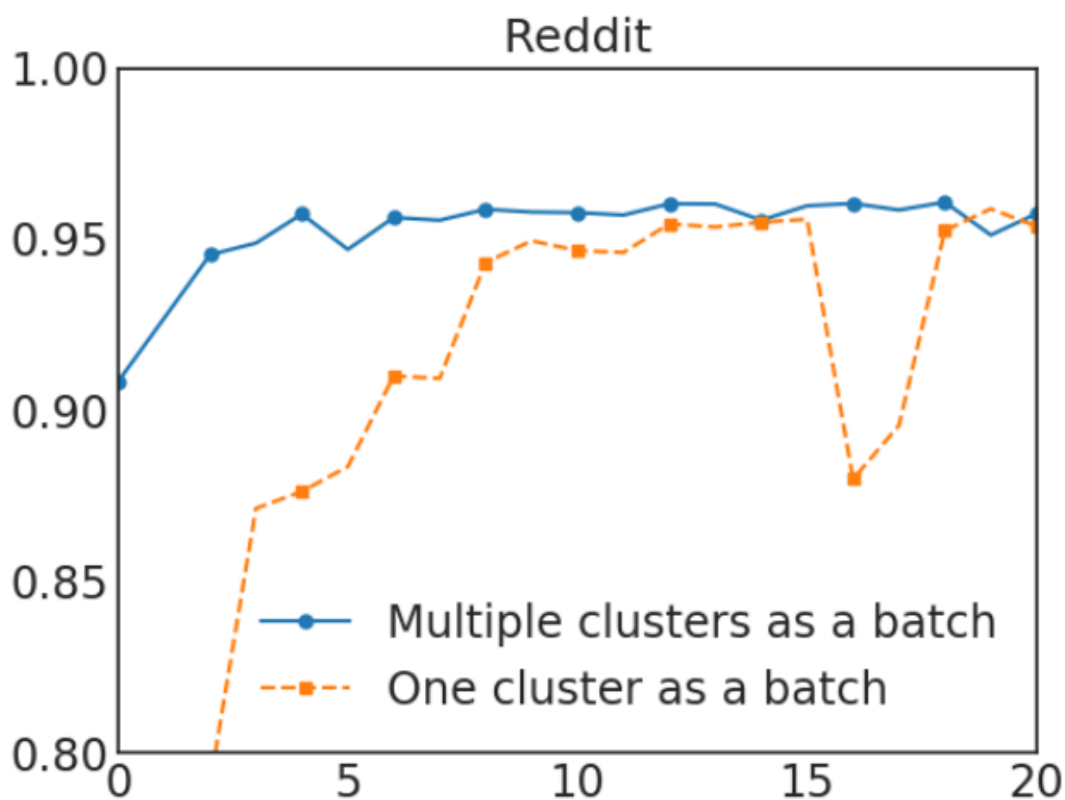 Reddit
1.00
0.95
0.90
0.85
0.80
Multiple clusters as a batch
One cluster as a batch
0 5 10 15 20